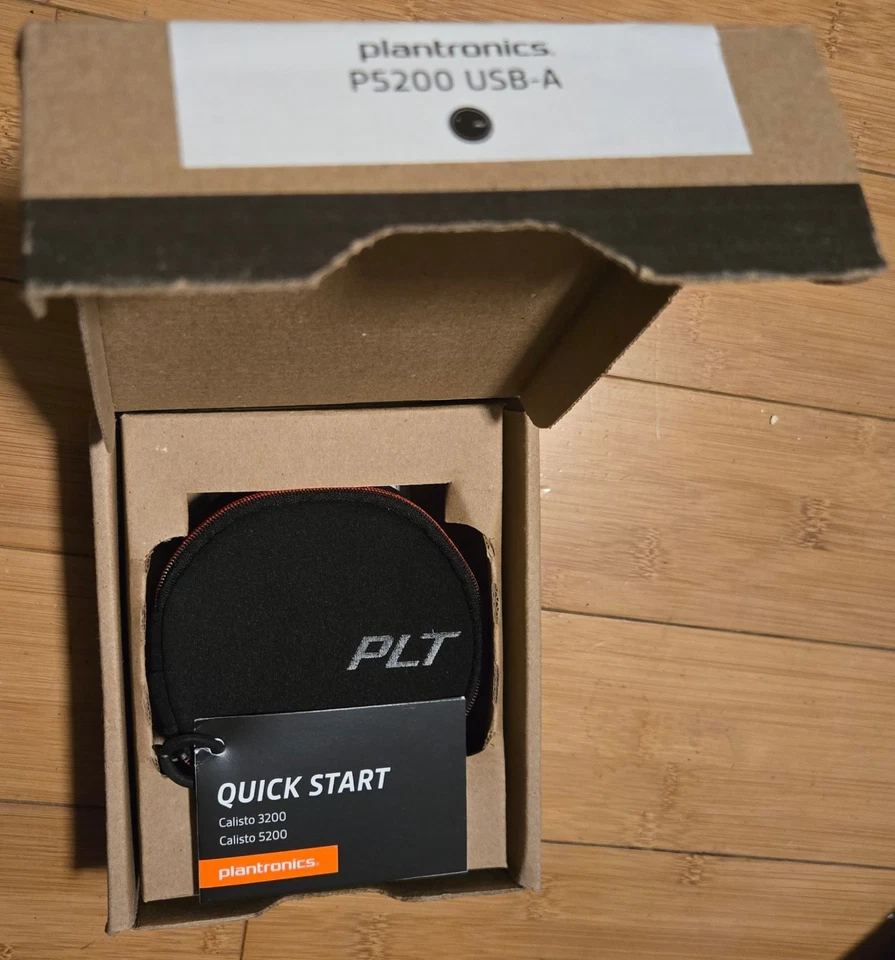 plantronics.
P5200 USB-A
PLT
QUICK START
Calisto 3200
Calisto 5200
plantronics.